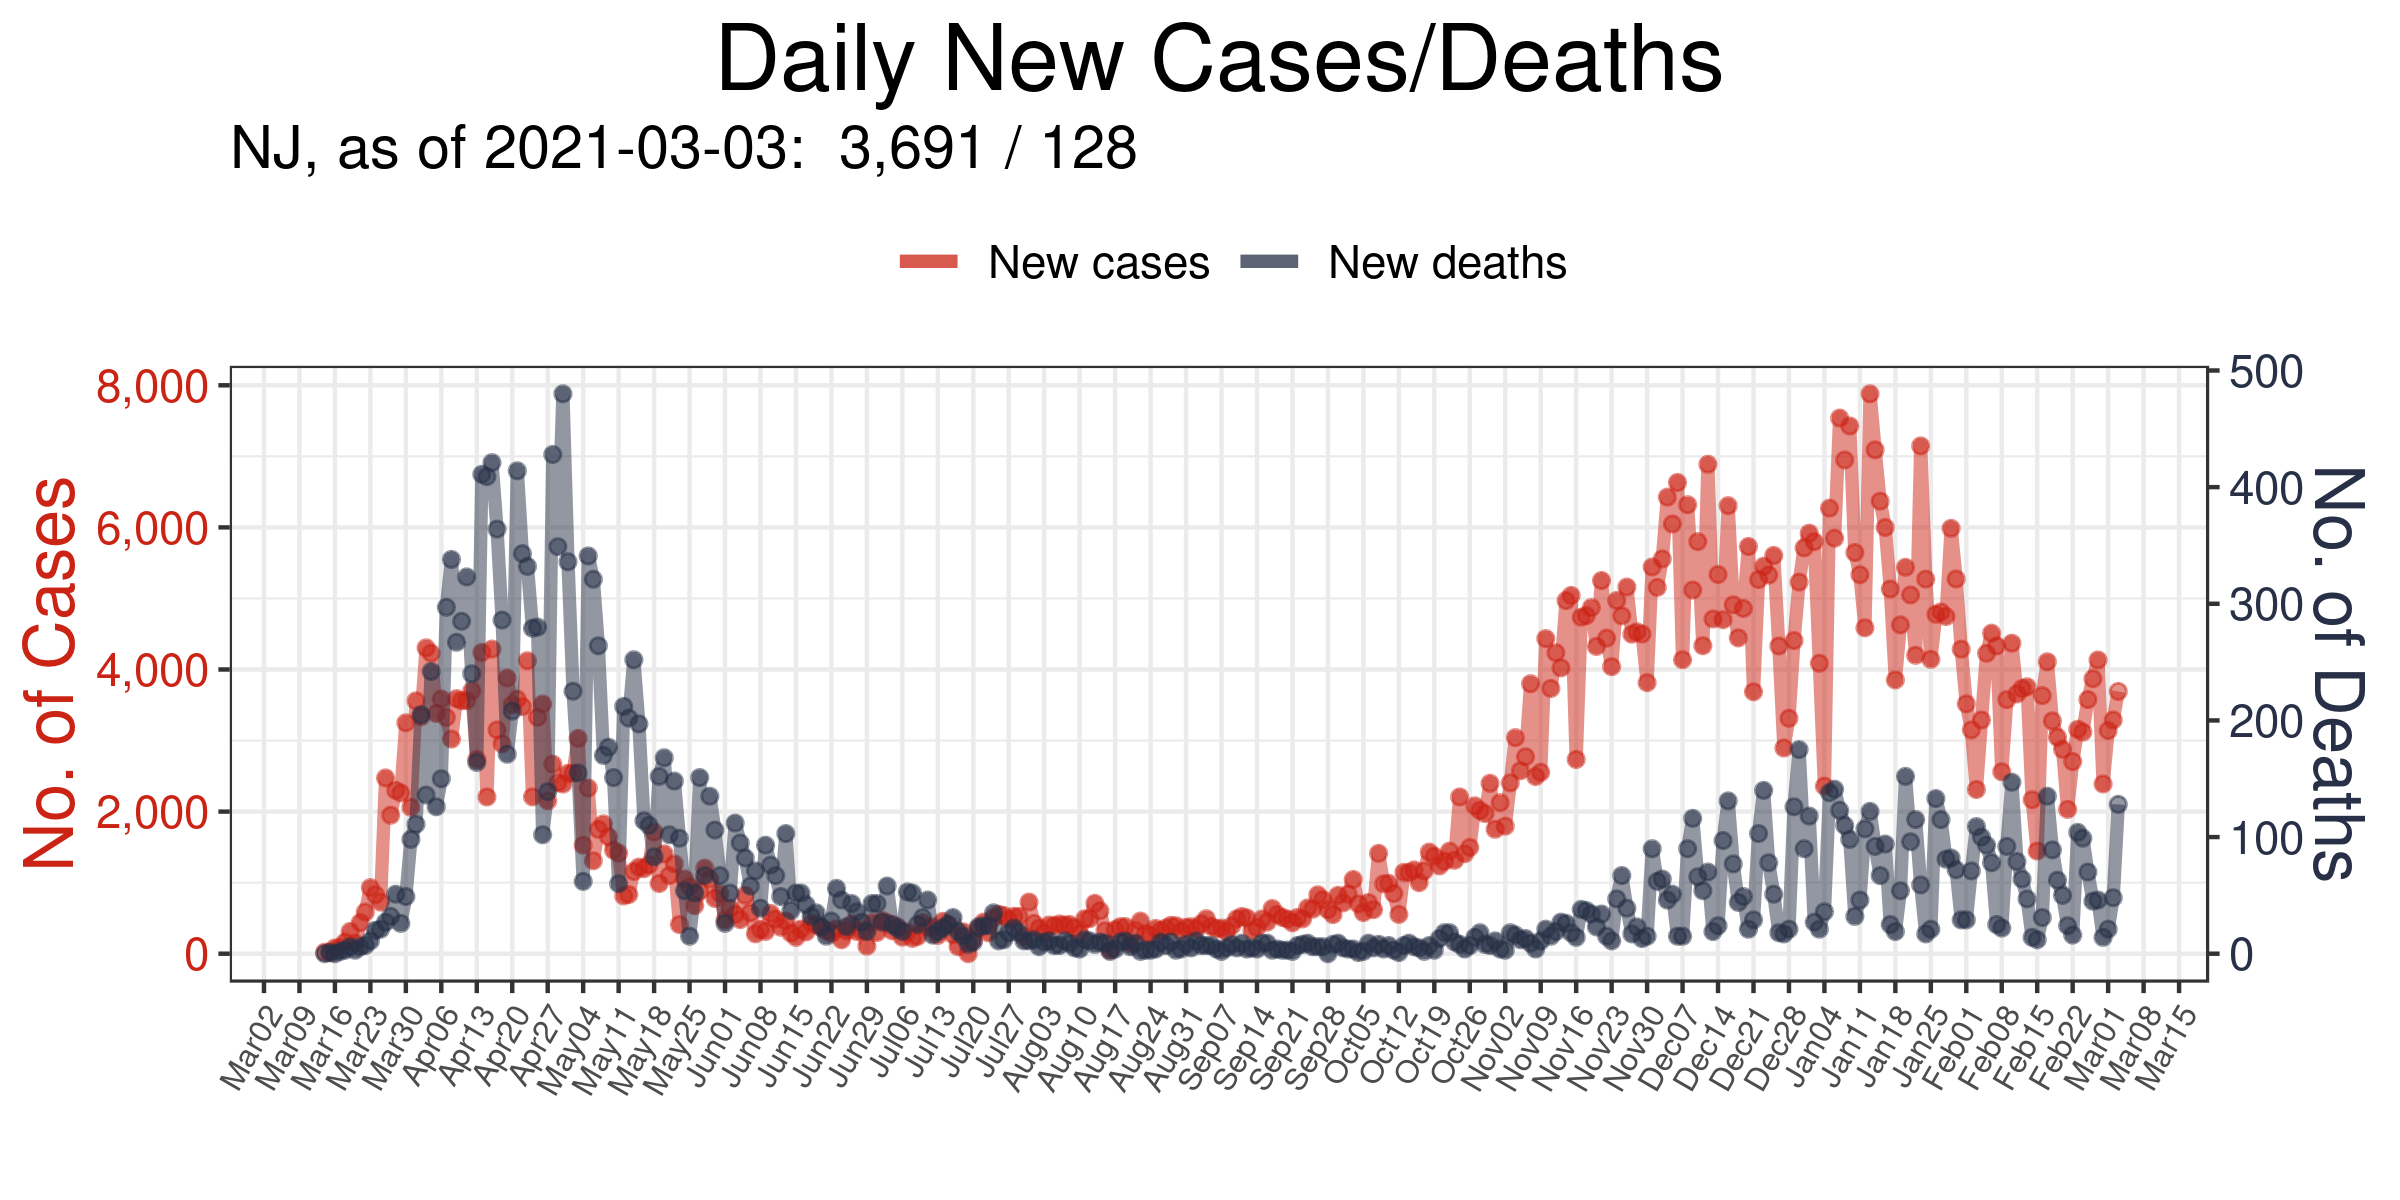 Daily New Cases/Deaths
NJ, as of 2021-03-03:  3,691 / 128
New cases
New deaths
No. of Cases
8,000
6,000
4,000
2,000
0
500
400
300
200
100
0
No. of Deaths
Mar02
Mar09
Mar16
Mar23
Mar30
Apr06
Apr13
Apr20
Apr27
May04
May11
May18
May25
Jun01
Jun08
Jun15
Jun22
Jun29
Jul06
Jul13
Jul20
Jul27
Aug03
Aug10
Aug17
Aug24
Aug31
Sep07
Sep14
Sep21
Sep28
Oct05
Oct12
Oct19
Oct26
Nov02
Nov09
Nov16
Nov23
Nov30
Dec07
Dec14
Dec21
Dec28
Jan04
Jan11
Jan18
Jan25
Feb01
Feb08
Feb15
Feb22
Mar01
Mar08
Mar15